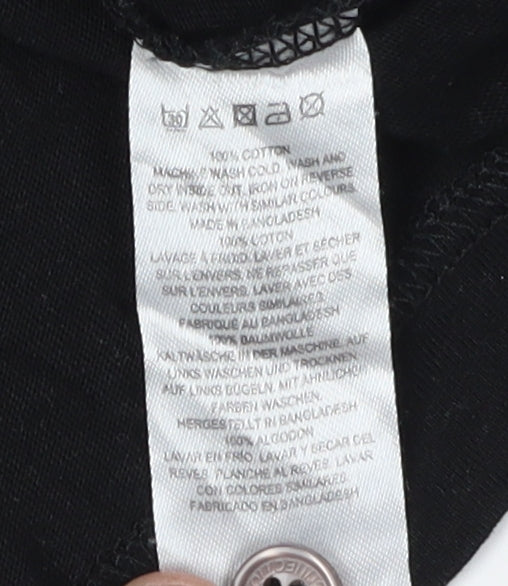 30
100% COTTON
MACHINE WASH COLD, WASH AND
DRY INSIDE OUT, IRON ON REVERSE
SIDE. WASH WITH SIMILAR COLOURS.
MADE IN BANGLADESH
100% COTON
LAVAGE À FROID. LAVER ET SÉCHER
SUR L'ENVERS. NE REPASSER QUE
SUR L'ENVERS. LAVER AVEC DES
COULEURS SIMILAIRES.
FABRIQUÉ AU BANGLADESH
100% BAUMWOLLE
KALTWÄSCHE IN DER MASCHINE. AUF
LINKS WASCHEN UND TROCKNEN.
AUF LINKS BÜGELN. MIT ÄHNLICHEN
FARBEN WASCHEN.
HERGESTELLT IN BANGLADESH
100% ALGODON
LAVAR EN FRÍO. LAVAR Y SECAR DEL
REVÉS. PLANCHE AL REVÉS. LAVAR
CON COLORES SIMILARES.
FABRICADO EN BANGLADESH